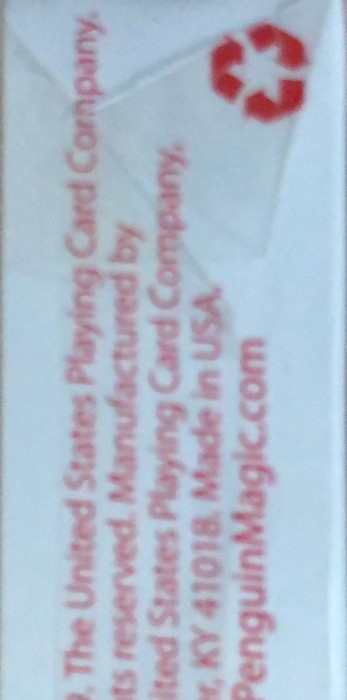 . The United States Playing Card Company.
ts reserved. Manufactured by
ited States Playing Card Company,
r, KY 41018. Made in USA.
PenguinMagic.com